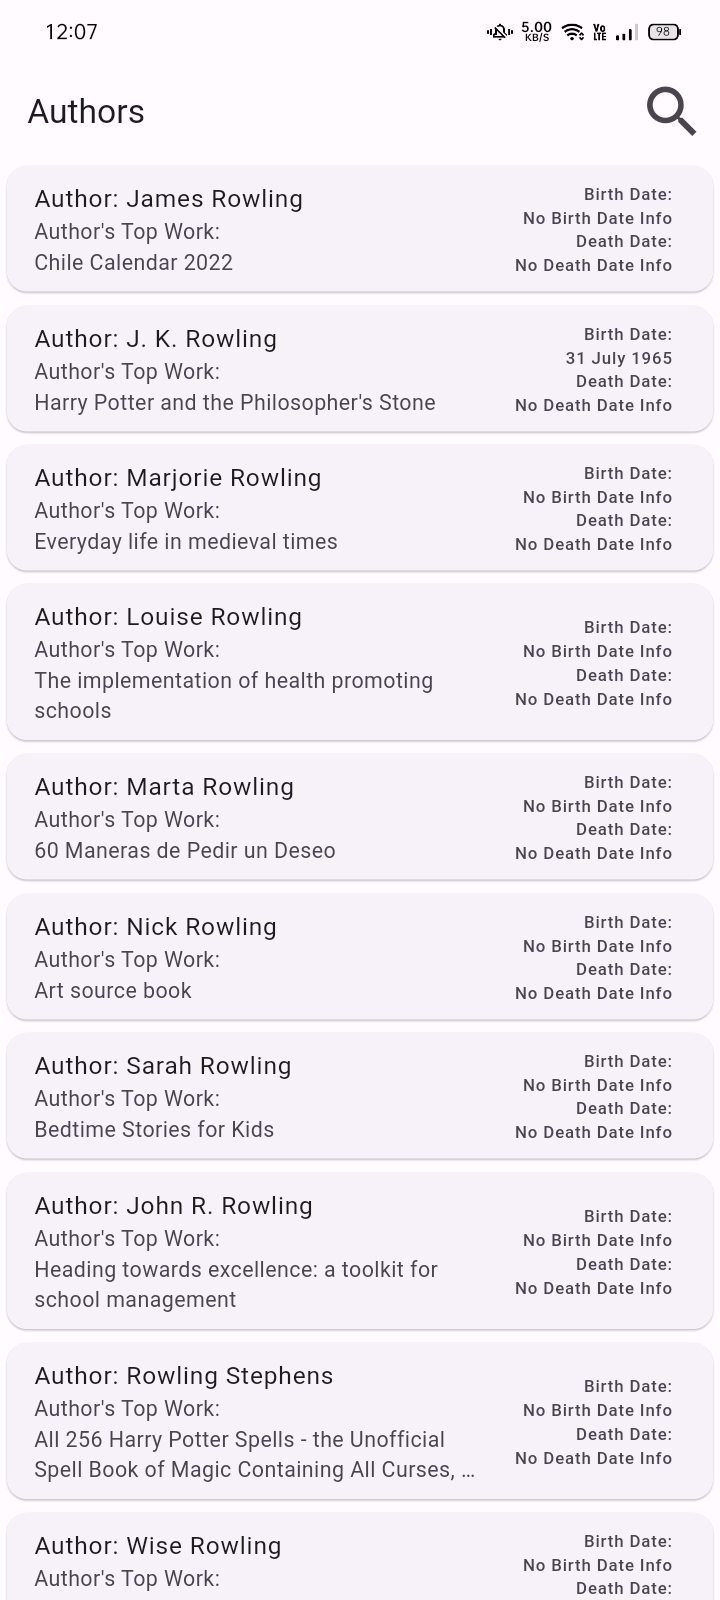 12:07
5.00
KB/S
Vo
LTE
98
Authors
Author: James Rowling
Author's Top Work:
Chile Calendar 2022
Birth Date:
No Birth Date Info
Death Date:
No Death Date Info
Author: J. K. Rowling
Author's Top Work:
Harry Potter and the Philosopher's Stone
Birth Date:
31 July 1965
Death Date:
No Death Date Info
Author: Marjorie Rowling
Author's Top Work:
Everyday life in medieval times
Birth Date:
No Birth Date Info
Death Date:
No Death Date Info
Author: Louise Rowling
Author's Top Work:
The implementation of health promoting
schools
Birth Date:
No Birth Date Info
Death Date:
No Death Date Info
Author: Marta Rowling
Author's Top Work:
60 Maneras de Pedir un Deseo
Birth Date:
No Birth Date Info
Death Date:
No Death Date Info
Author: Nick Rowling
Author's Top Work:
Art source book
Birth Date:
No Birth Date Info
Death Date:
No Death Date Info
Author: Sarah Rowling
Author's Top Work:
Bedtime Stories for Kids
Birth Date:
No Birth Date Info
Death Date:
No Death Date Info
Author: John R. Rowling
Author's Top Work:
Heading towards excellence: a toolkit for
school management
Birth Date:
No Birth Date Info
Death Date:
No Death Date Info
Author: Rowling Stephens
Author's Top Work:
All 256 Harry Potter Spells - the Unofficial
Spell Book of Magic Containing All Curses, …
Birth Date:
No Birth Date Info
Death Date:
No Death Date Info
Author: Wise Rowling
Author's Top Work:
Birth Date:
No Birth Date Info
Death Date: